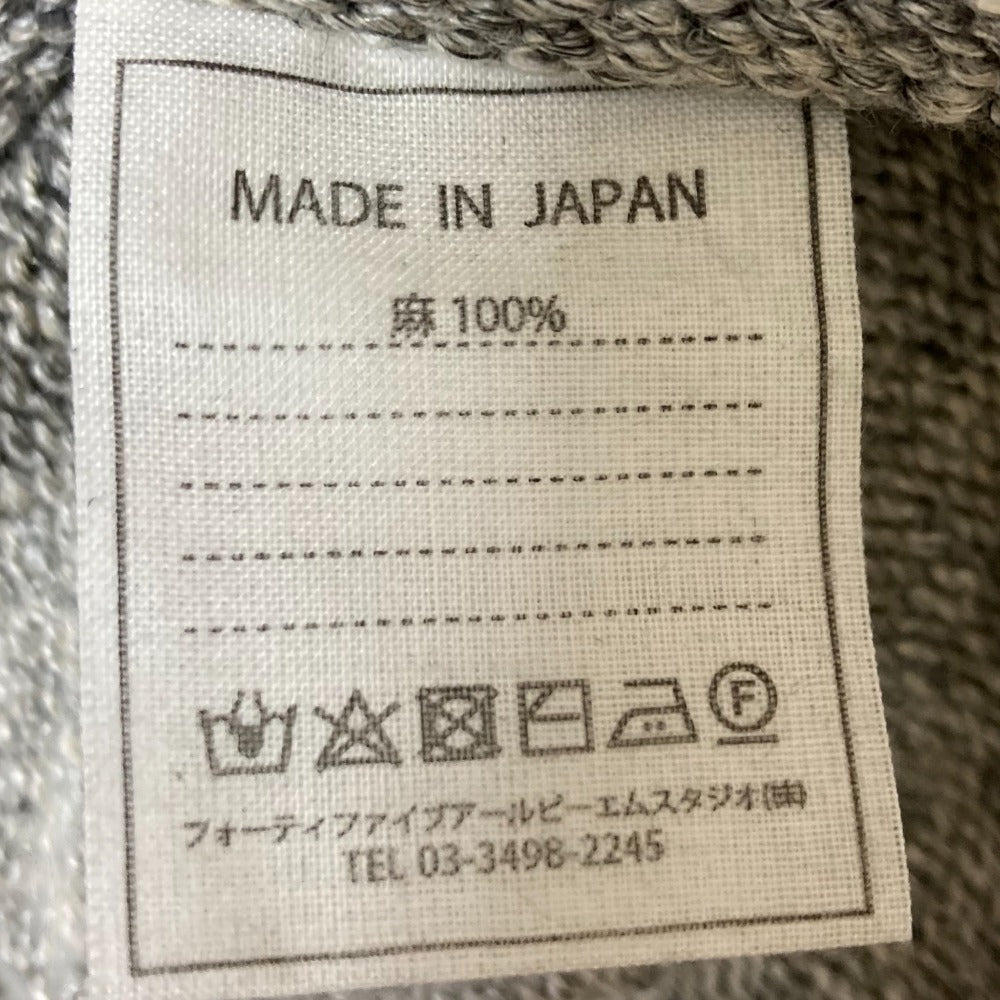 MADE IN JAPAN
麻 100%
F
フォーティファイブアールピーエムスタジオ(株)
TEL 03-3498-2245